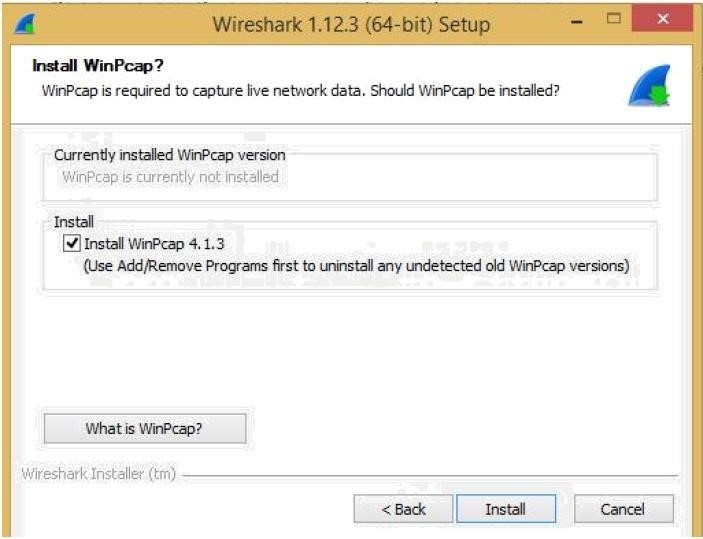 Wireshark 1.12.3 (64-bit) Setup
Install WinPcap?
WinPcap is required to capture live network data. Should WinPcap be installed?
Currently installed WinPcap version
WinPcap is currently not installed
Install
Install WinPcap 4.1.3
(Use Add/Remove Programs first to uninstall any undetected old WinPcap versions)
What is WinPcap?
Wireshark Installer (tm)
< Back
Install
Cancel